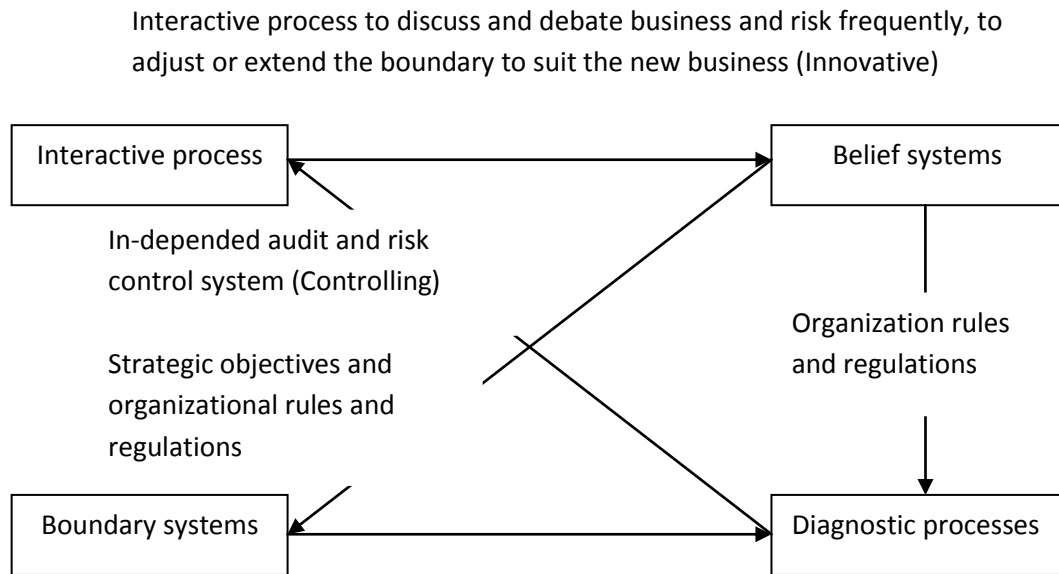 Interactive process to discuss and debate business and risk frequently, to
adjust or extend the boundary to suit the new business (Innovative)
Interactive process
Belief systems
In-depended audit and risk
control system (Controlling)
Organization rules
and regulations
Strategic objectives and
organizational rules and
regulations
Boundary systems
Diagnostic processes